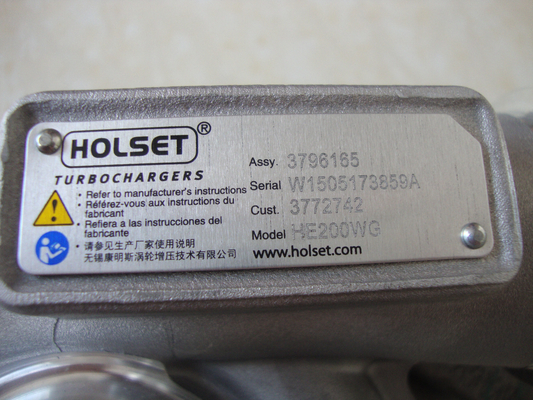 HOLSET®
TURBOCHARGERS
• Refer to manufacturer's instructions
• Référez-vous aux instructions du
fabricant
• Refiera a las instrucciones del
fabricante
• 请参见生产厂家使用说明
无锡康明斯涡轮增压技术有限公司
Assy. 3796165
Serial W1505173859A
Cust. 3772742
Model HE200WG
www.holset.com